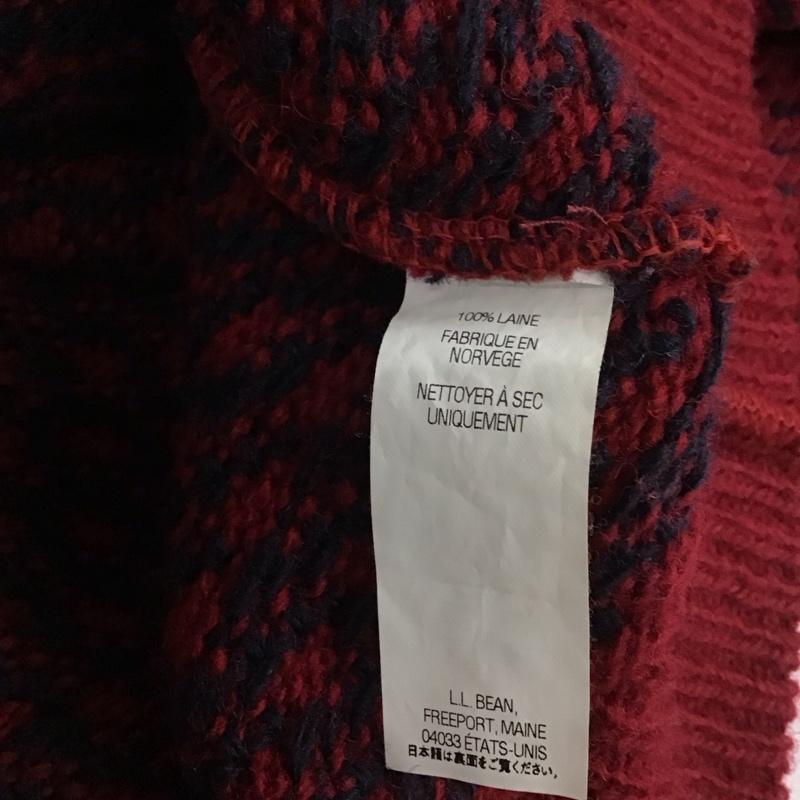 100% LAINE
FABRIQUE EN
NORVEGE
NETTOYER À SEC
UNIQUEMENT
L.L. BEAN,
FREEPORT, MAINE
04033 ÉTATS-UNIS
日本語は裏面をご覧ください。